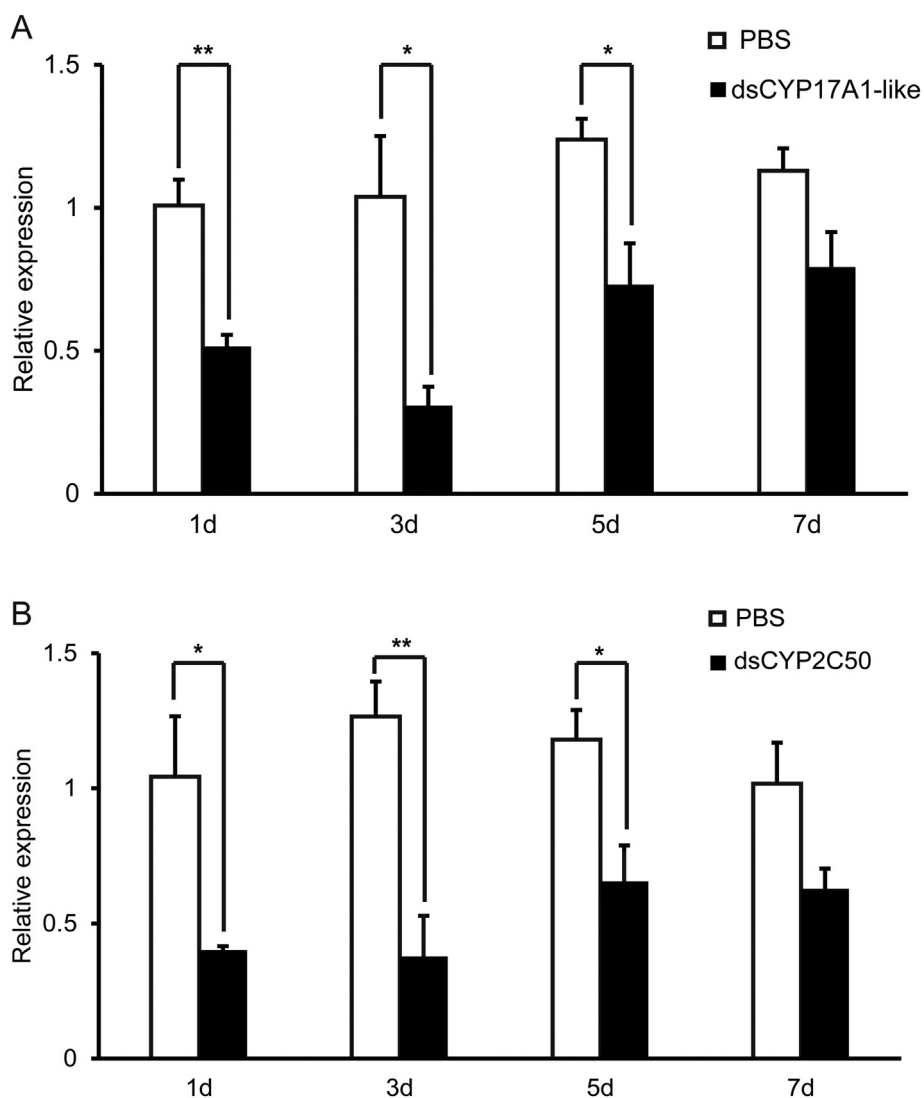 A
PBS
dsCYP17A1-like
** * *
1.5
1
0.5
0
Relative expression
1d 3d 5d 7d
B
PBS
dsCYP2C50
* ** *
1.5
1
0.5
0
Relative expression
1d 3d 5d 7d